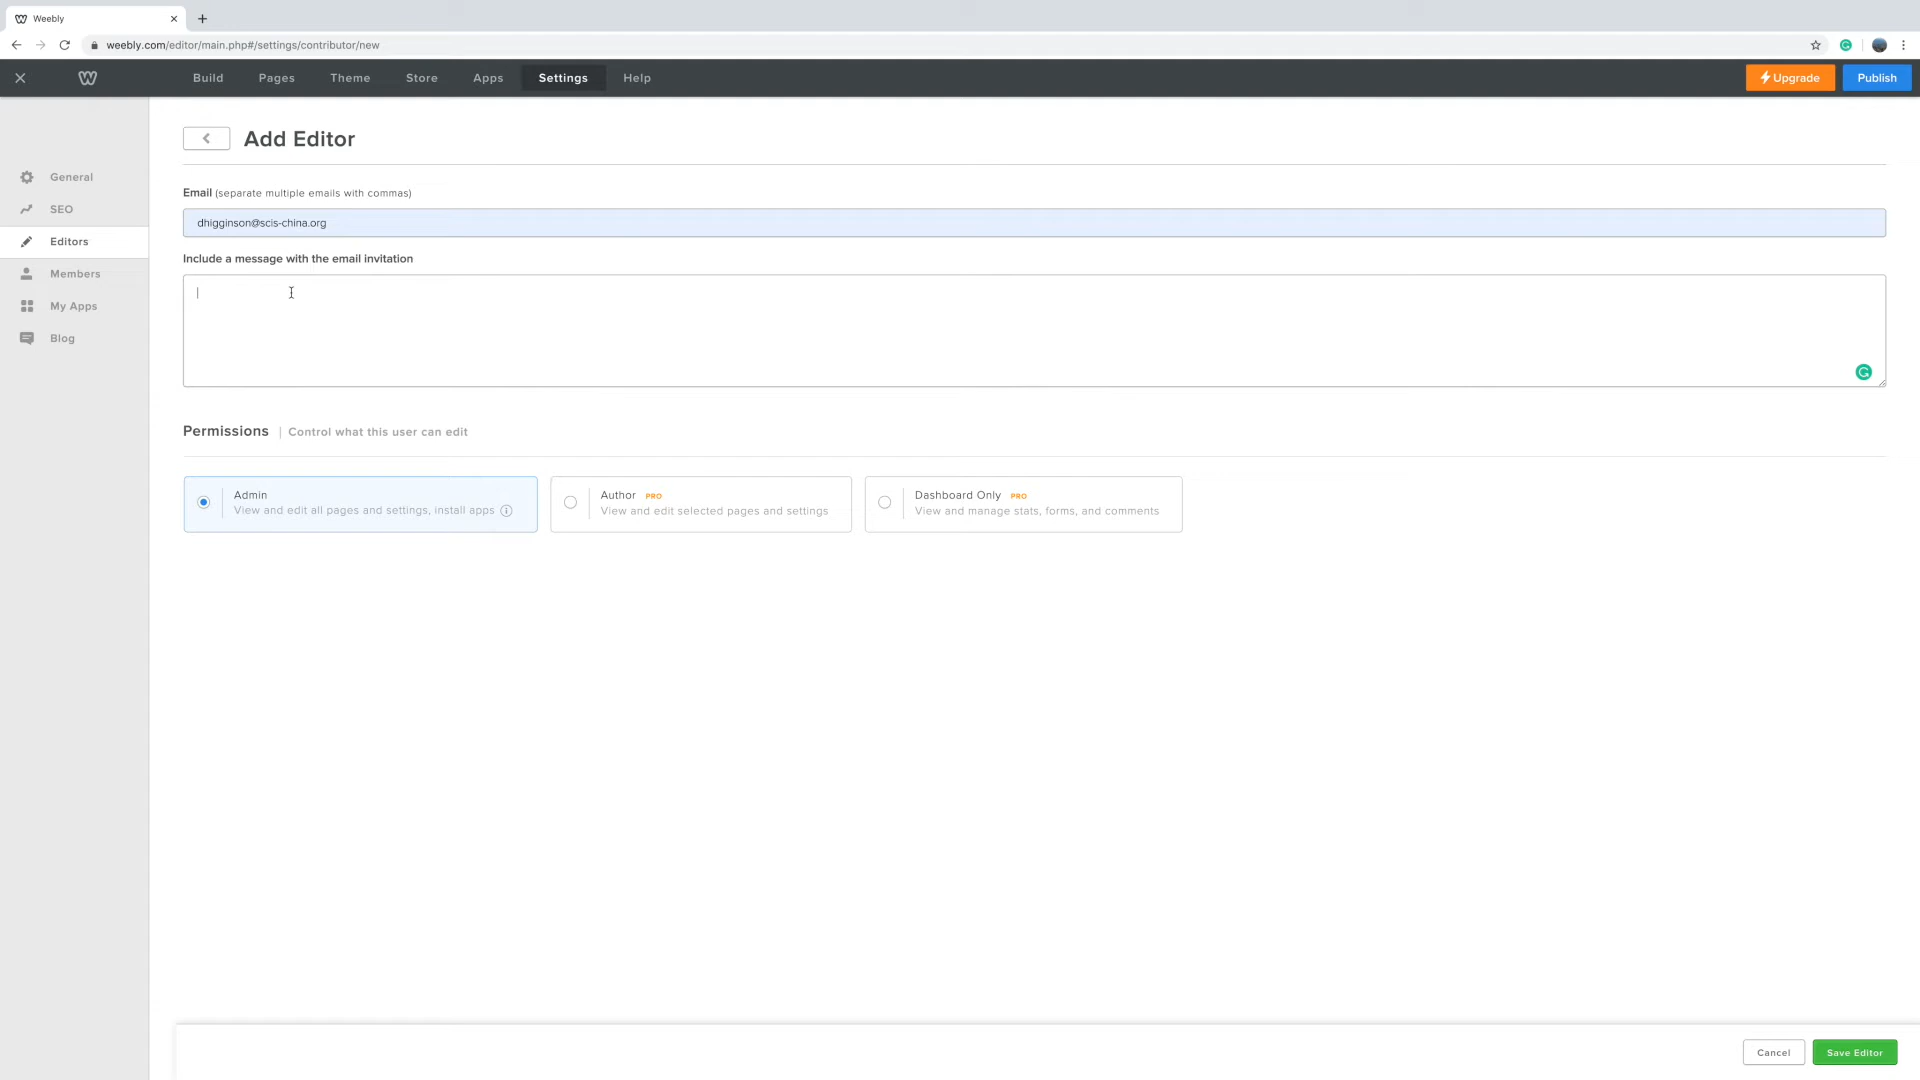 Weebly
weebly.com/editor/main.php#/settings/contributor/new
Build Pages Theme Store Apps Settings Help Upgrade Publish
Add Editor
General
SEO
Editors
Members
My Apps
Blog
Email (separate multiple emails with commas)
dhigginson@scis-china.org
Include a message with the email invitation
Permissions | Control what this user can edit
Admin
View and edit all pages and settings, install apps
Author PRO
View and edit selected pages and settings
Dashboard Only PRO
View and manage stats, forms, and comments
Cancel Save Editor